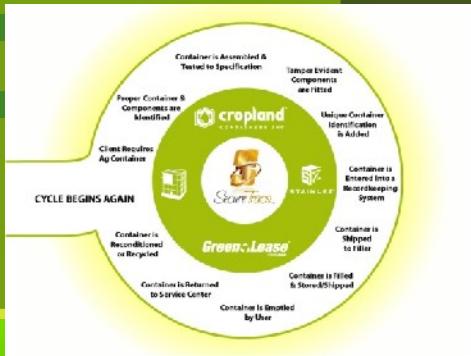 Container is Assembled &
Tested to Specification
Tamper Evident
Components
are Fitted
Unique Container
Identification
is Added
Container is
Entered Into a
Recordkeeping
System
Container is
Shipped
to Filler
Container is Filled
& Stored/Shipped
Container is Emptied
by User
Container is Returned
to Service Center
Container is
Reconditioned
or Recycled
CYCLE BEGINS AGAIN
Client Requires
Ag Container
Proper Container &
Components are
Identified
cropland
Green Lease